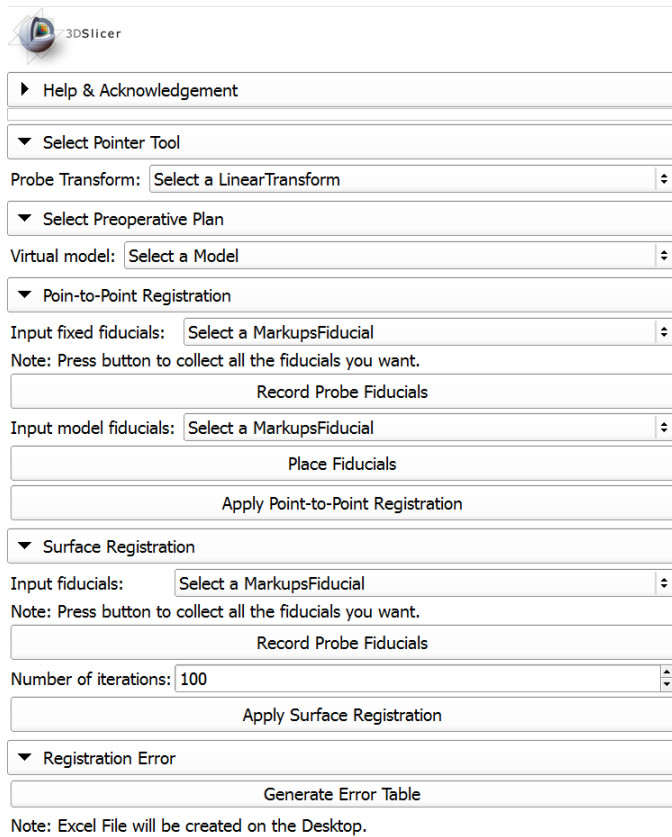 3DSlicer
Help & Acknowledgement
Select Pointer Tool
Probe Transform: Select a LinearTransform
Select Preoperative Plan
Virtual model: Select a Model
Poin-to-Point Registration
Input fixed fiducials: Select a MarkupsFiducial
Note: Press button to collect all the fiducials you want.
Record Probe Fiducials
Input model fiducials: Select a MarkupsFiducial
Place Fiducials
Apply Point-to-Point Registration
Surface Registration
Input fiducials: Select a MarkupsFiducial
Note: Press button to collect all the fiducials you want.
Record Probe Fiducials
Number of iterations: 100
Apply Surface Registration
Registration Error
Generate Error Table
Note: Excel File will be created on the Desktop.